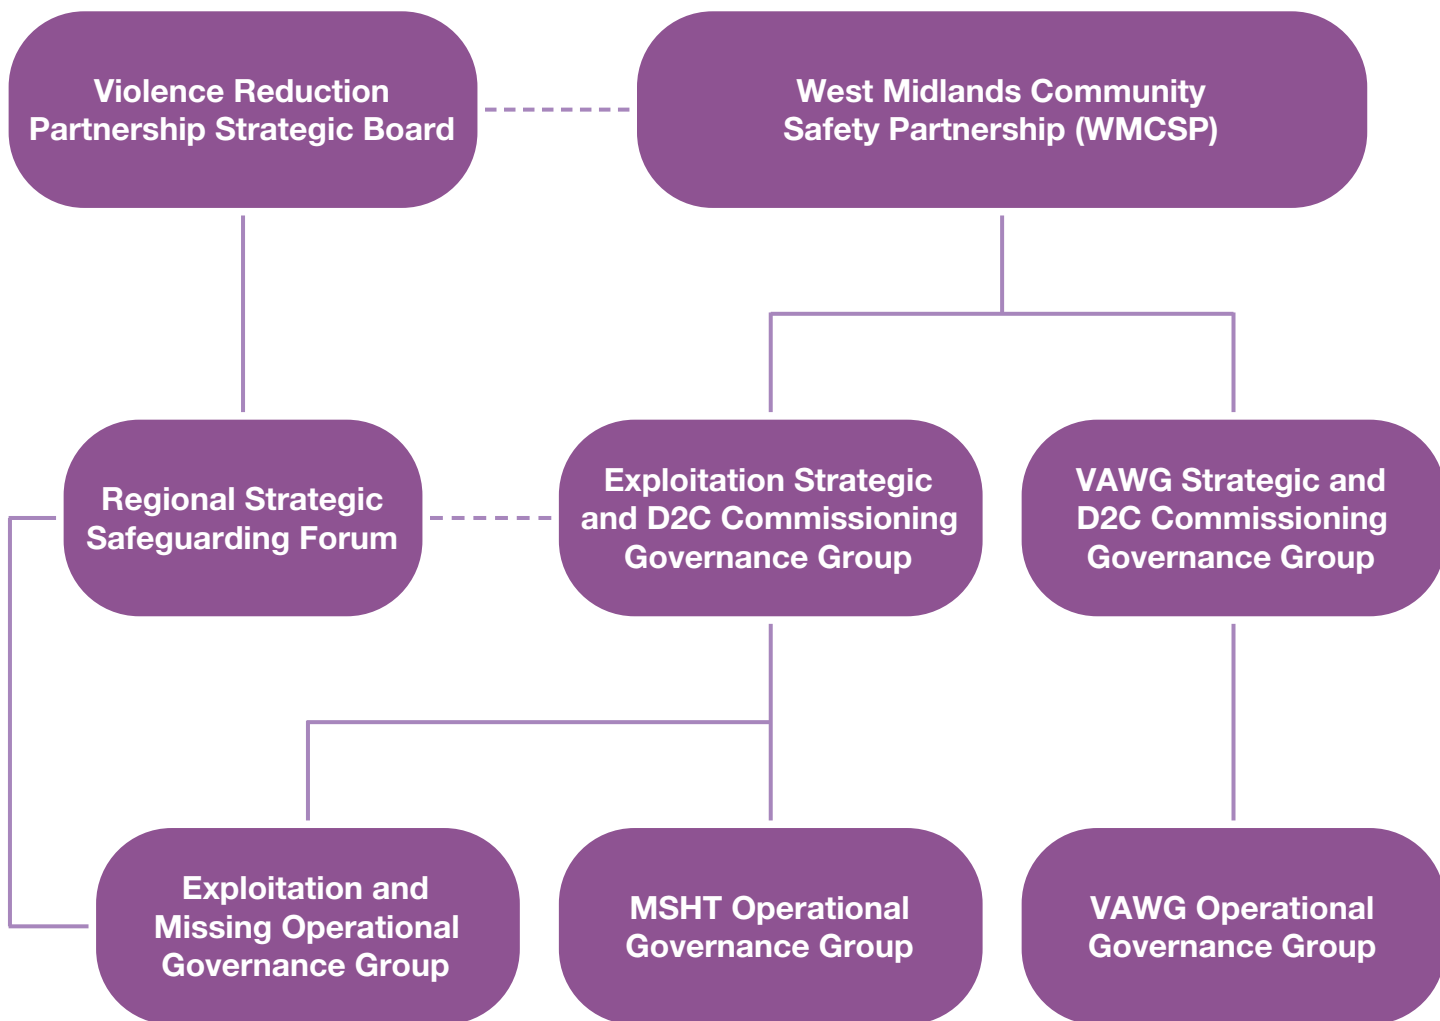 Violence Reduction
Partnership Strategic Board
West Midlands Community
Safety Partnership (WMCSP)
Regional Strategic
Safeguarding Forum
Exploitation Strategic
and D2C Commissioning
Governance Group
VAWG Strategic and
D2C Commissioning
Governance Group
Exploitation and
Missing Operational
Governance Group
MSHT Operational
Governance Group
VAWG Operational
Governance Group